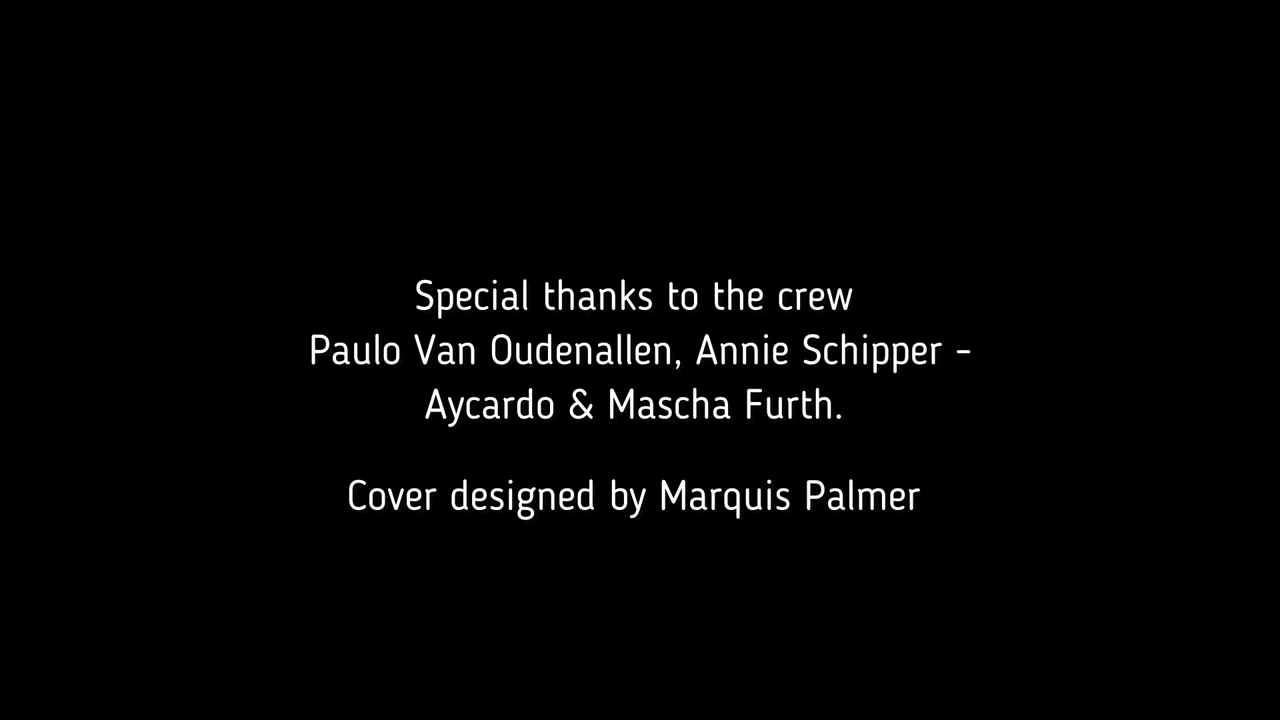 Special thanks to the crew
Paulo Van Oudenallen, Annie Schipper -
Aycardo & Mascha Furth.
Cover designed by Marquis Palmer